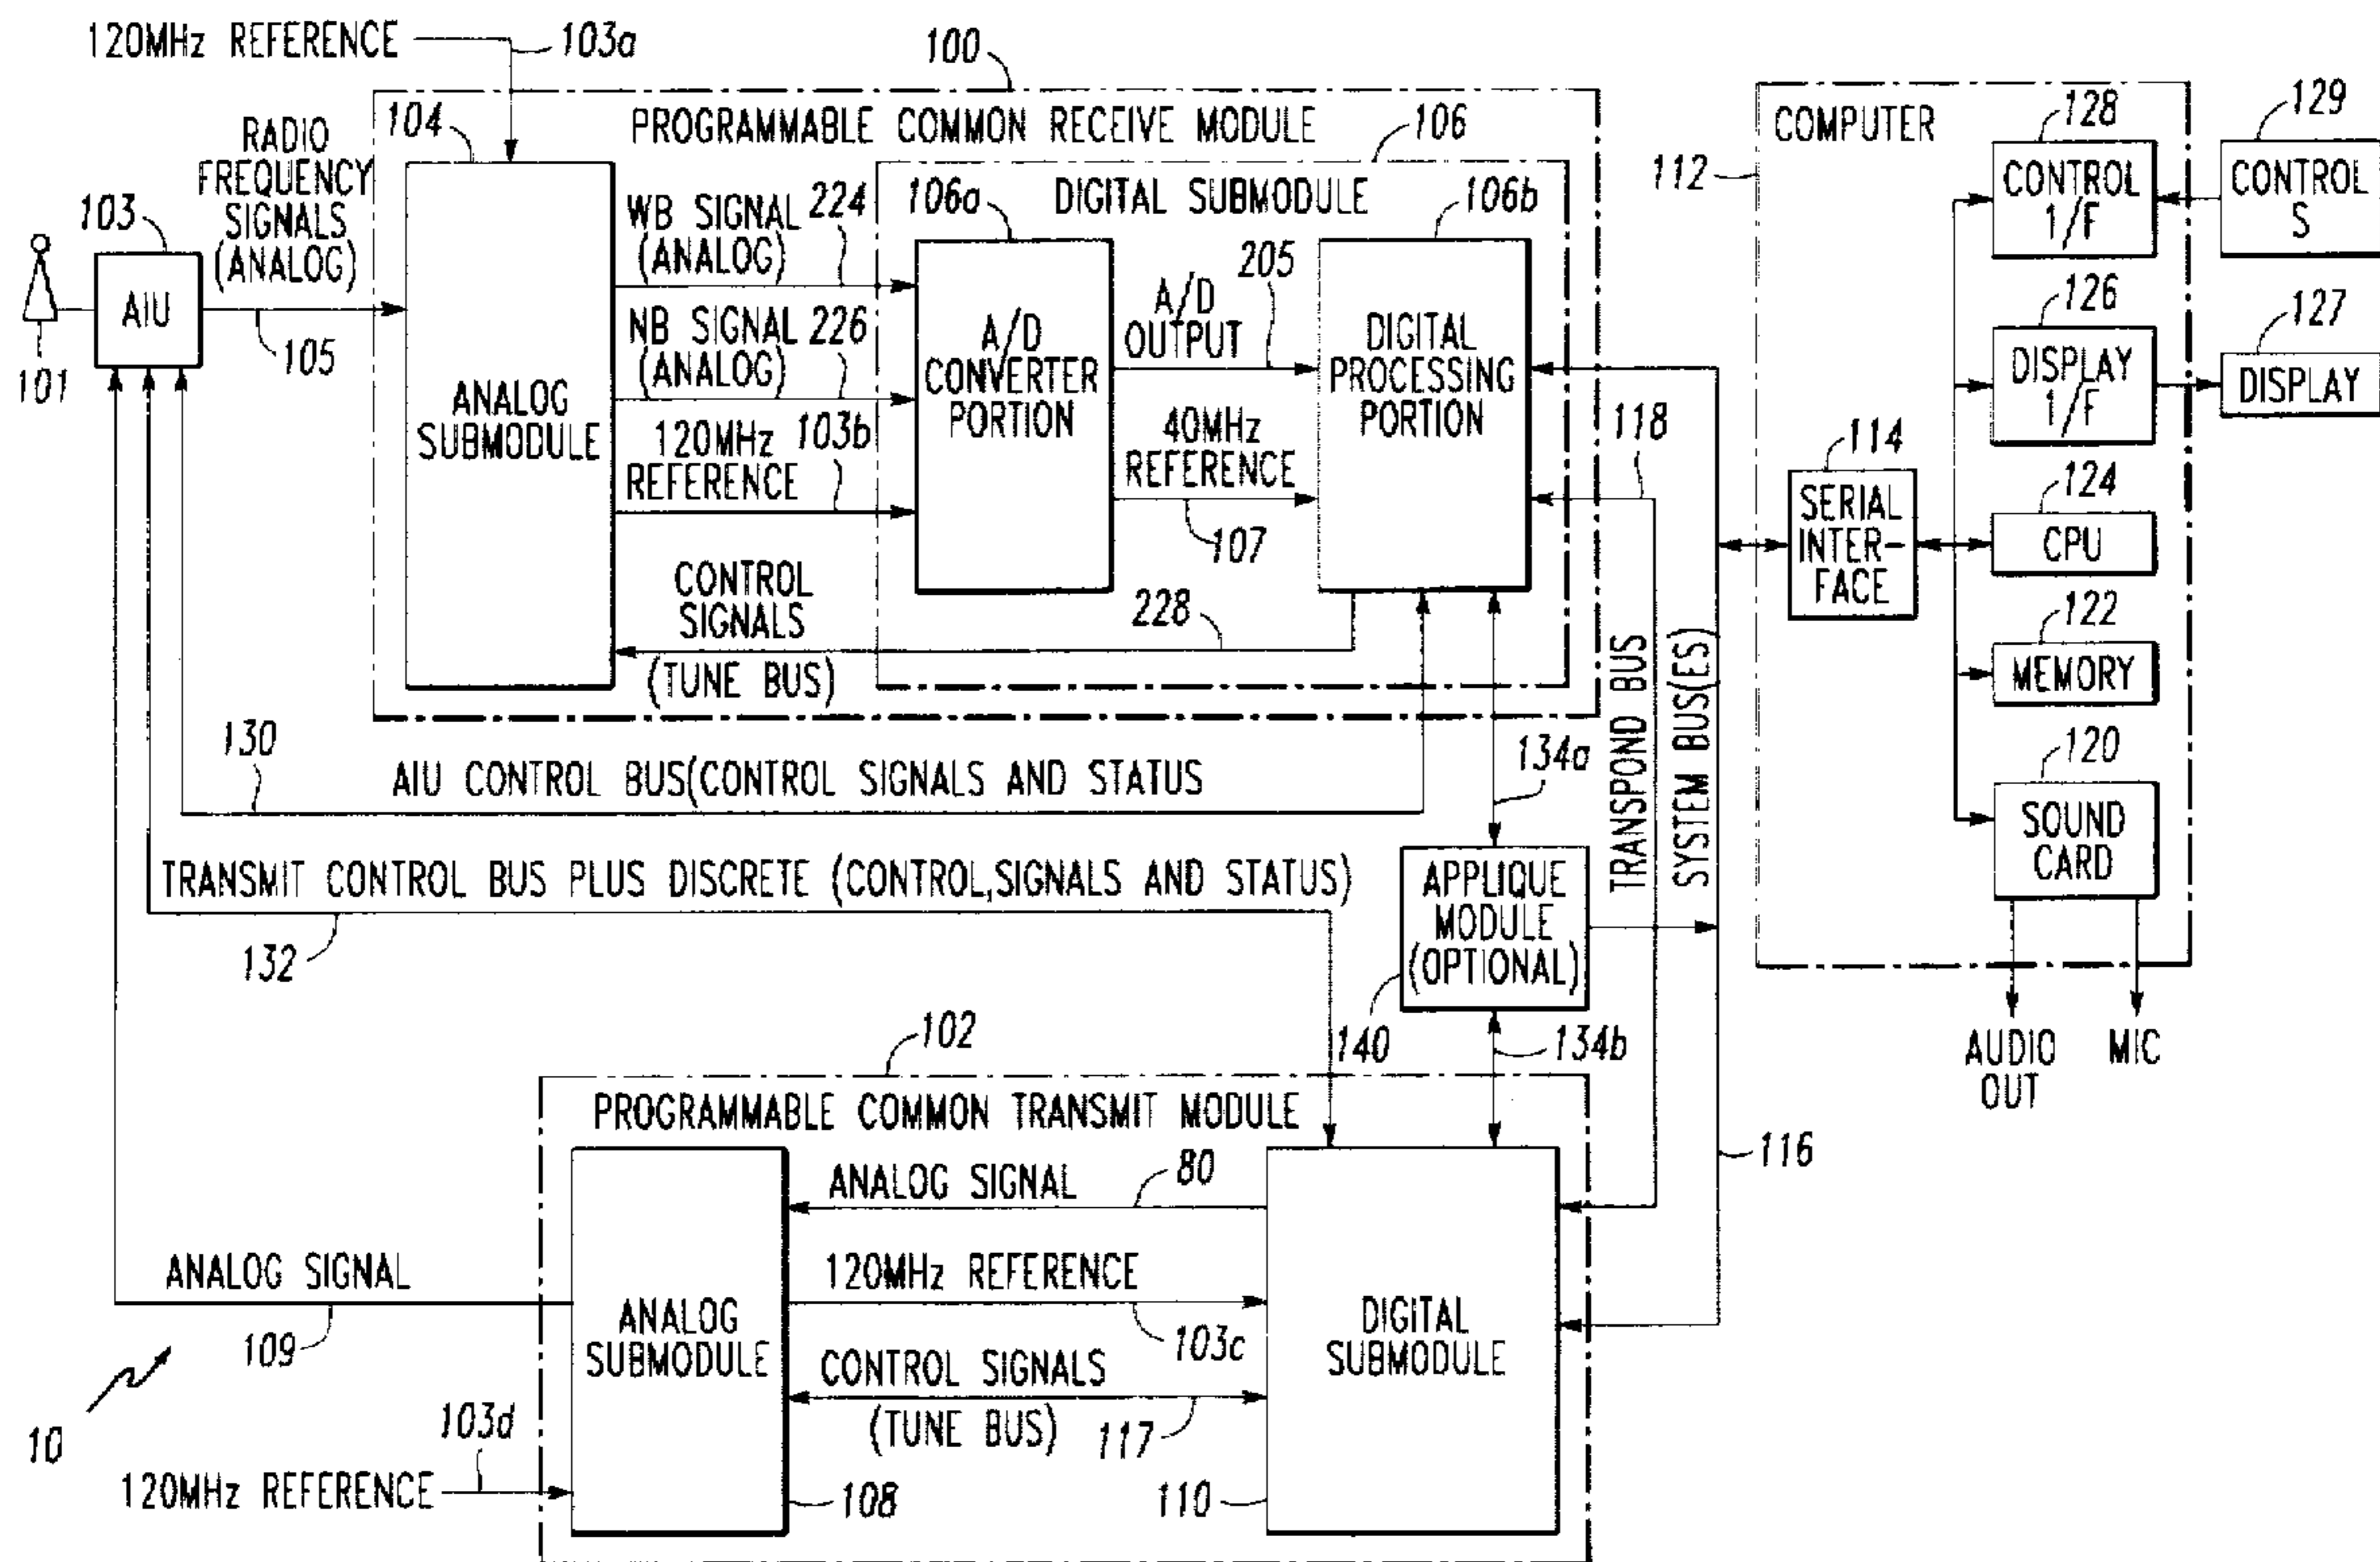 120MHz REFERENCE
103a
100
RADIO
FREQUENCY
SIGNALS
(ANALOG)
103
AIU
105
101
104
PROGRAMMABLE COMMON RECEIVE MODULE
106
ANALOG
SUBMODULE
WB SIGNAL
(ANALOG)
224
NB SIGNAL
(ANALOG)
226
120MHz
REFERENCE
103b
CONTROL
SIGNALS
(TUNE BUS)
228
106a
DIGITAL SUBMODULE
106b
A/D
CONVERTER
PORTION
A/D
OUTPUT
205
40MHz
REFERENCE
107
DIGITAL
PROCESSING
PORTION
118
TRANSPOND BUS
SYSTEM BUS(ES)
112
COMPUTER
128
CONTROL
1/F
129
CONTROL
S
126
DISPLAY
1/F
127
DISPLAY
114
SERIAL
INTER-
FACE
124
CPU
122
MEMORY
120
SOUND
CARD
AUDIO
OUT
MIC
130
AIU CONTROL BUS(CONTROL SIGNALS AND STATUS
134a
TRANSMIT CONTROL BUS PLUS DISCRETE (CONTROL,SIGNALS AND STATUS)
132
APPLIQUE
MODULE
(OPTIONAL)
140
134b
116
102
PROGRAMMABLE COMMON TRANSMIT MODULE
ANALOG SIGNAL
80
120MHz REFERENCE
103c
CONTROL SIGNALS
(TUNE BUS)
117
ANALOG
SUBMODULE
108
DIGITAL
SUBMODULE
110
ANALOG SIGNAL
109
10
103d
120MHz REFERENCE